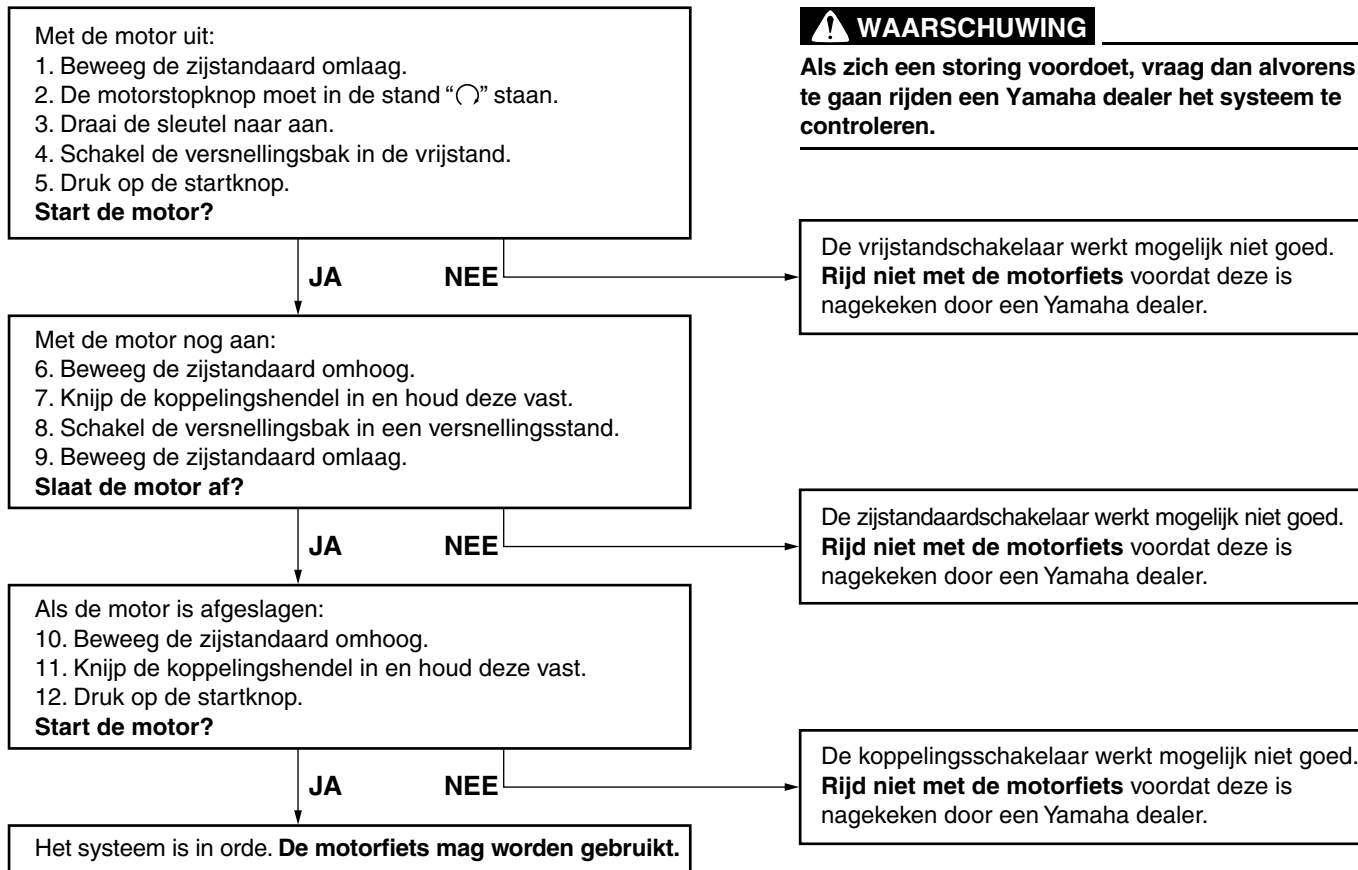 Met de motor uit:
1. Beweeg de zijstandaard omlaag.
2. De motorstopknop moet in de stand “○” staan.
3. Draai de sleutel naar aan.
4. Schakel de versnellingsbak in de vrijstand.
5. Druk op de startknop.
Start de motor?
WAARSCHUWING
Als zich een storing voordoet, vraag dan alvorens
te gaan rijden een Yamaha dealer het systeem te
controleren.
JA NEE
De vrijstandschakelaar werkt mogelijk niet goed.
Rijd niet met de motorfiets voordat deze is
nagekeken door een Yamaha dealer.
Met de motor nog aan:
6. Beweeg de zijstandaard omhoog.
7. Knijp de koppelingshendel in en houd deze vast.
8. Schakel de versnellingsbak in een versnellingsstand.
9. Beweeg de zijstandaard omlaag.
Slaat de motor af?
JA NEE
De zijstandaardschakelaar werkt mogelijk niet goed.
Rijd niet met de motorfiets voordat deze is
nagekeken door een Yamaha dealer.
Als de motor is afgeslagen:
10. Beweeg de zijstandaard omhoog.
11. Knijp de koppelingshendel in en houd deze vast.
12. Druk op de startknop.
Start de motor?
JA NEE
De koppelingsschakelaar werkt mogelijk niet goed.
Rijd niet met de motorfiets voordat deze is
nagekeken door een Yamaha dealer.
Het systeem is in orde. De motorfiets mag worden gebruikt.